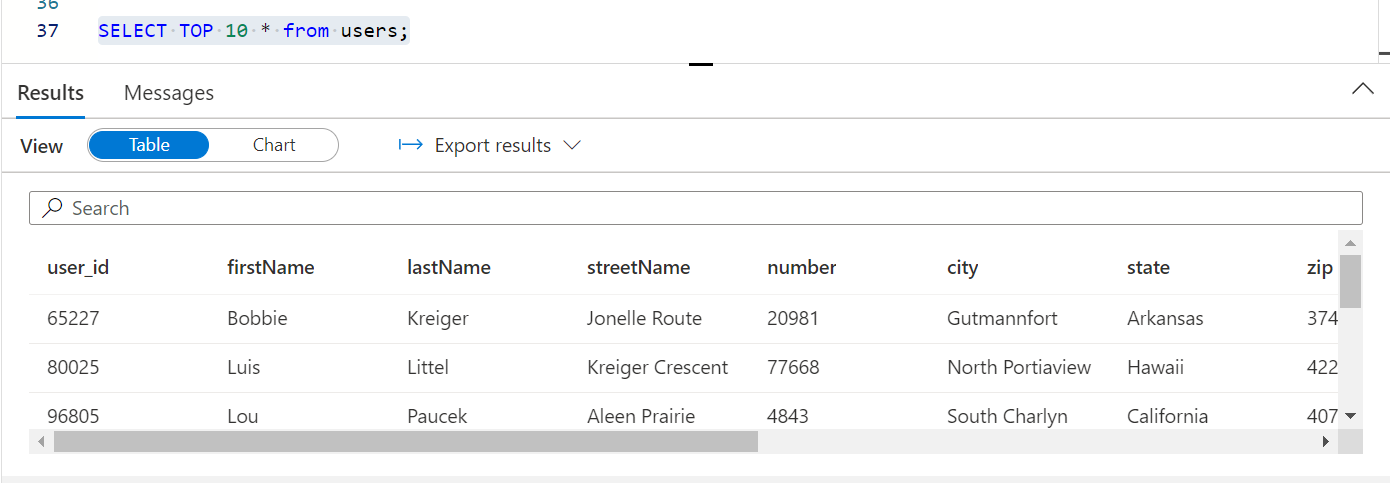 36
37 SELECT TOP 10 * from users;
Results Messages
View Table Chart Export results
Search
user_id firstName lastName streetName number city state zip
65227 Bobbie Kreiger Jonelle Route 20981 Gutmannfort Arkansas 374
80025 Luis Littel Kreiger Crescent 77668 North Portiaview Hawaii 422
96805 Lou Paucek Aleen Prairie 4843 South Charlyn California 407